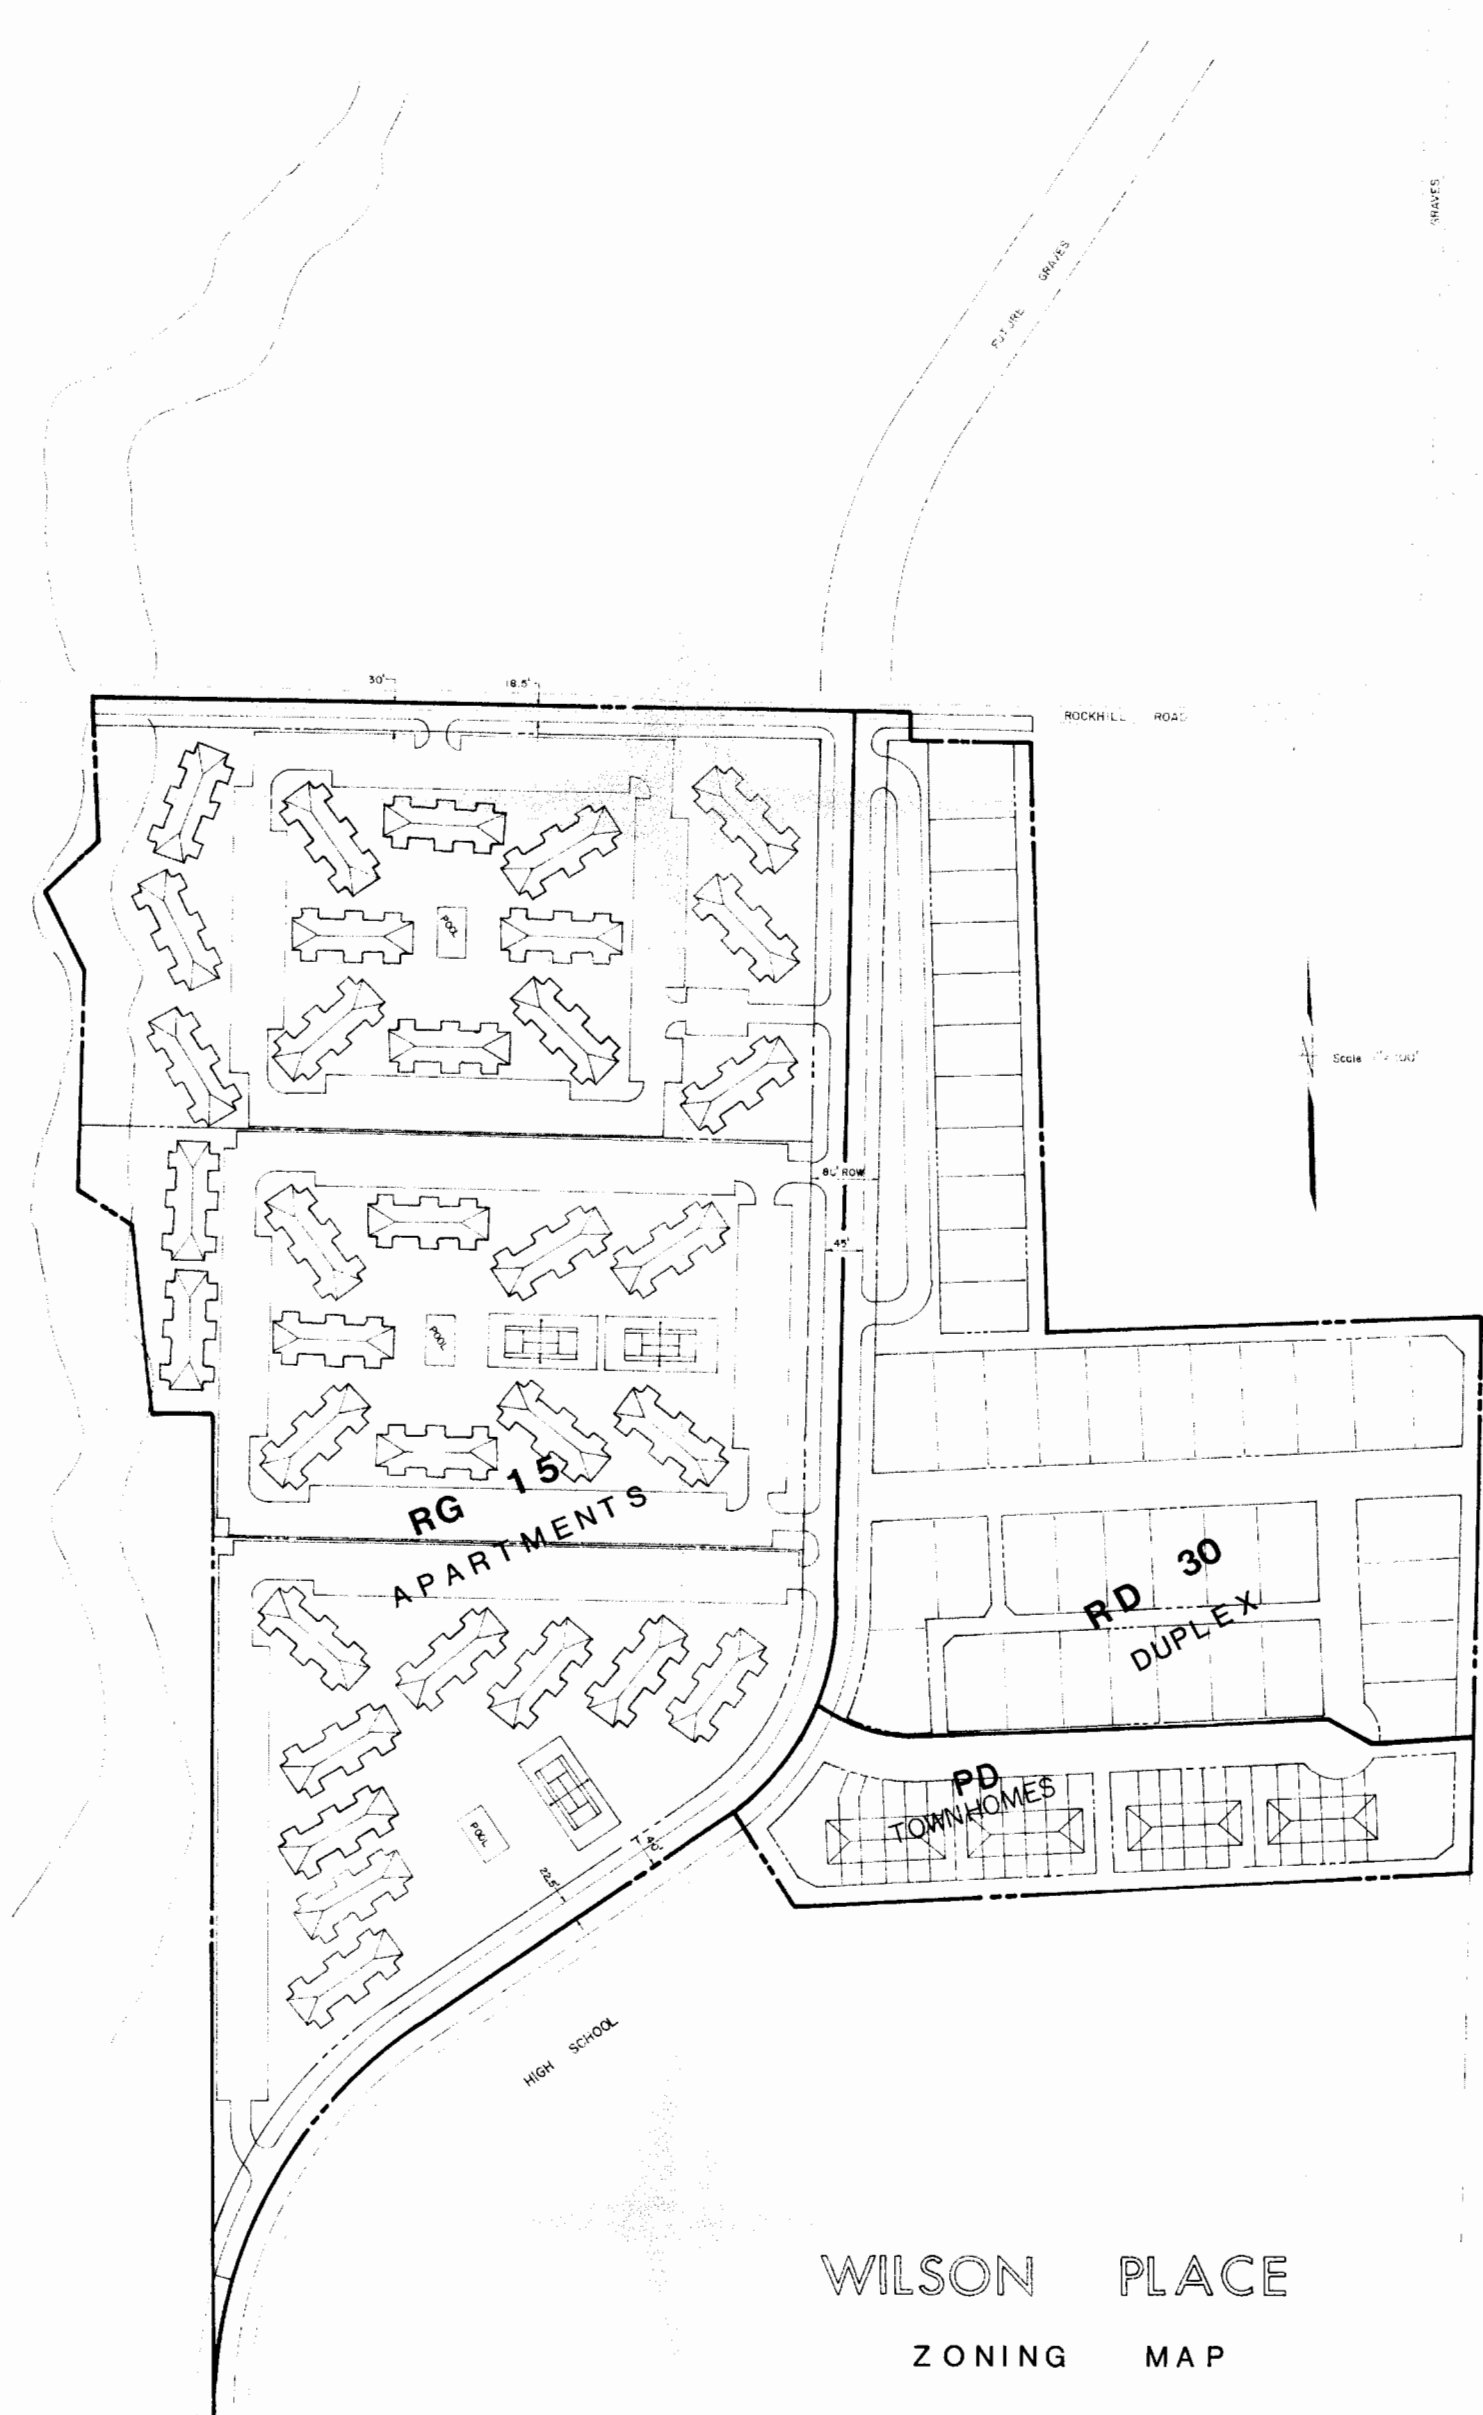 GRAVES
FUTURE GRAVES
30'
18.5'
ROCKHILL ROAD
POOL
Scale
80' ROW
45'
POOL
RG 15
APARTMENTS
RD 30
DUPLEX
PD
TOWNHOMES
POOL
40'
22.5'
HIGH SCHOOL
WILSON PLACE
ZONING MAP